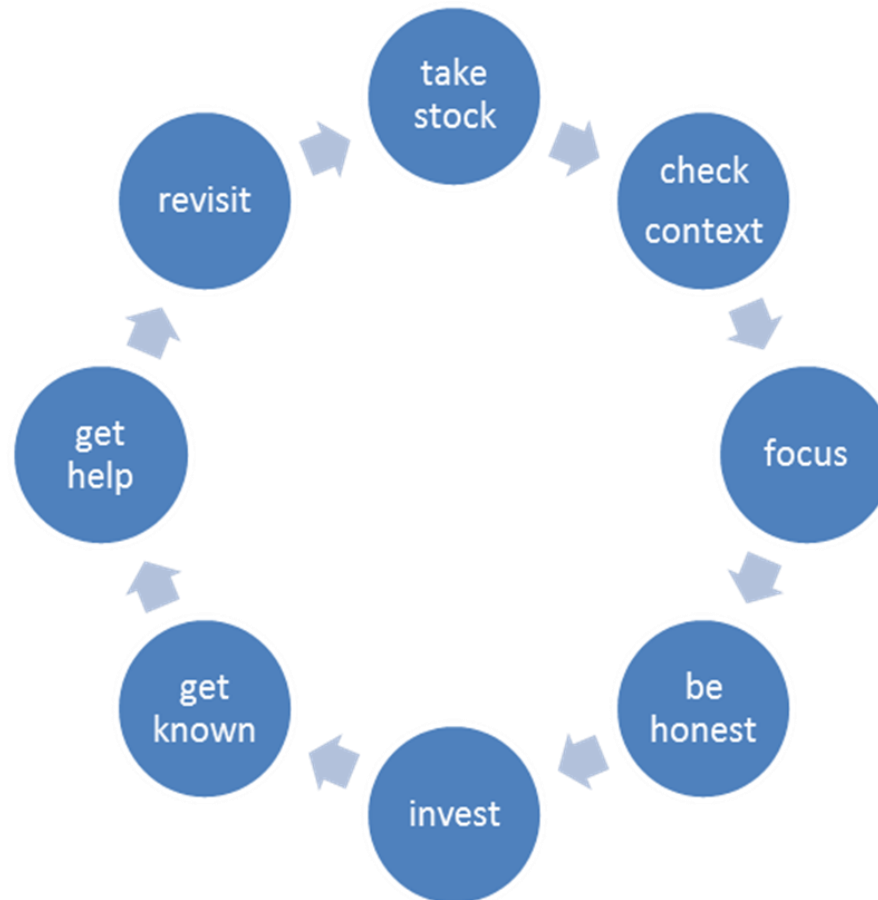 take
stock
check
context
focus
be
honest
invest
get
known
get
help
revisit